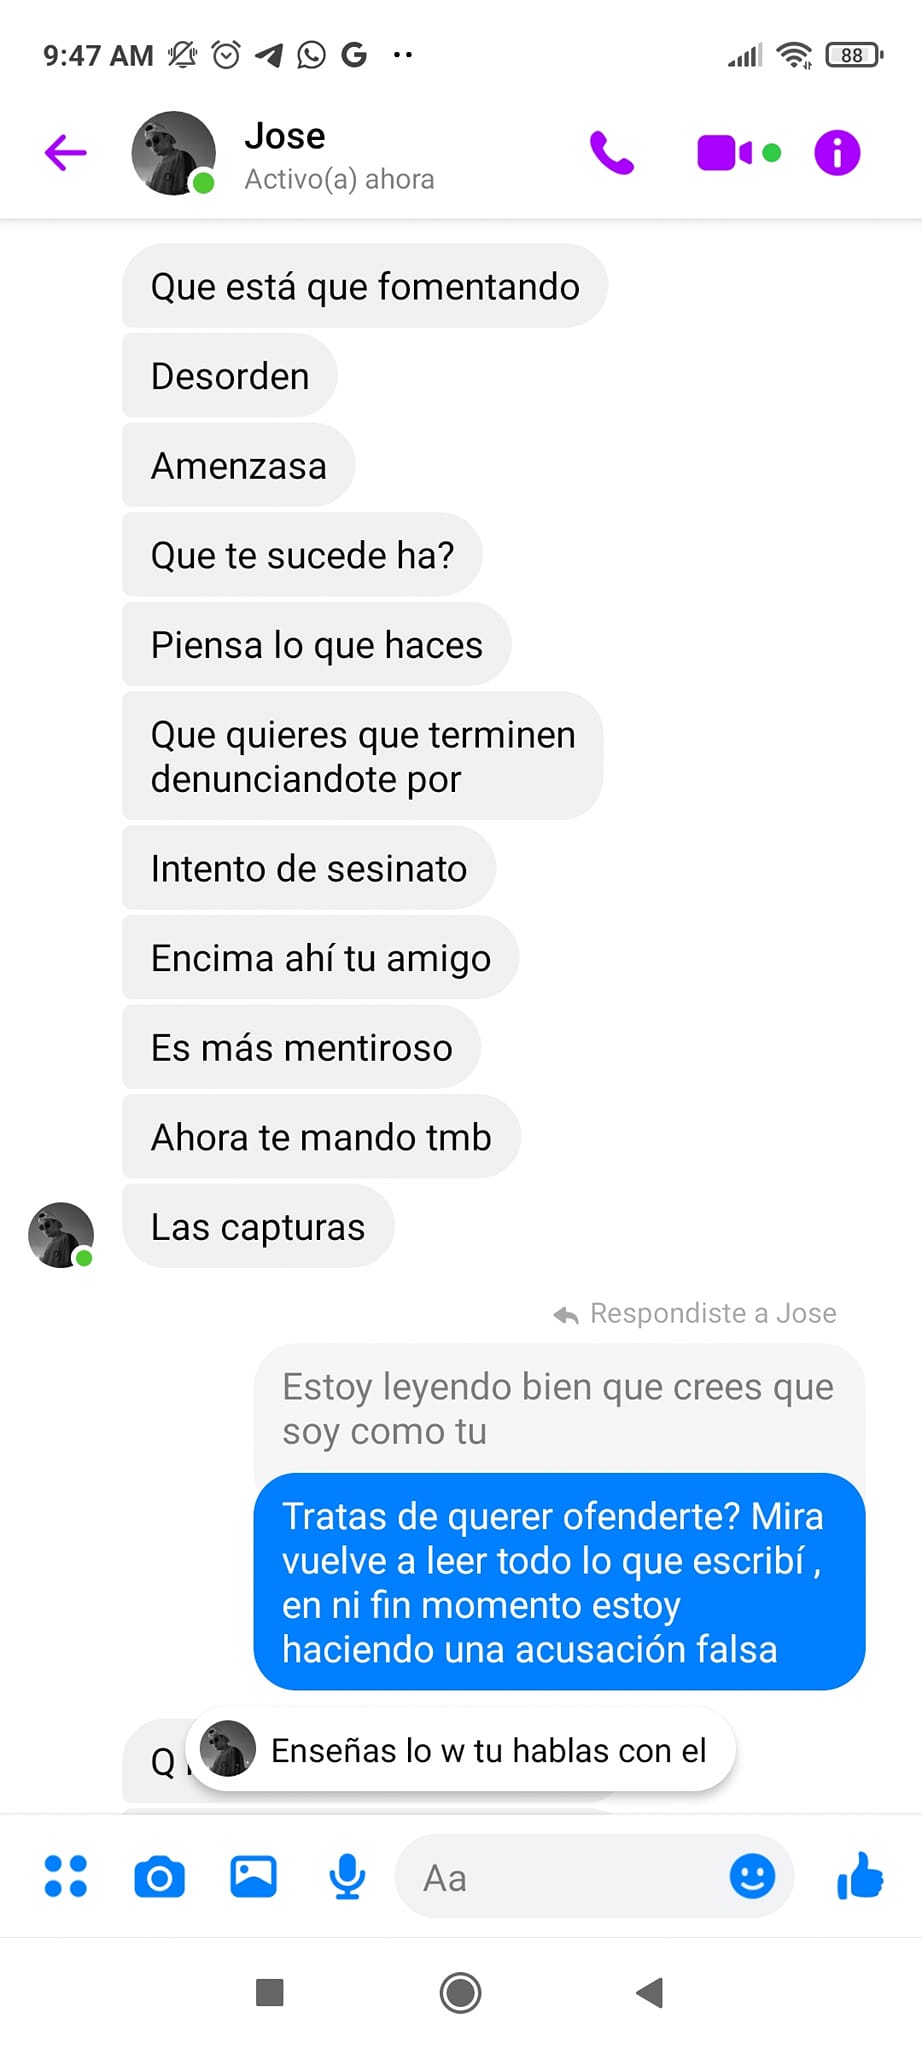 9:47 AM
88
Jose
Activo(a) ahora
Que está que fomentando
Desorden
Amenzasa
Que te sucede ha?
Piensa lo que haces
Que quieres que terminen
denunciandote por
Intento de sesinato
Encima ahí tu amigo
Es más mentiroso
Ahora te mando tmb
Las capturas
Respondiste a Jose
Estoy leyendo bien que crees que
soy como tu
Tratas de querer ofenderte? Mira
vuelve a leer todo lo que escribí ,
en ni fin momento estoy
haciendo una acusación falsa
Q
Enseñas lo w tu hablas con el
Aa